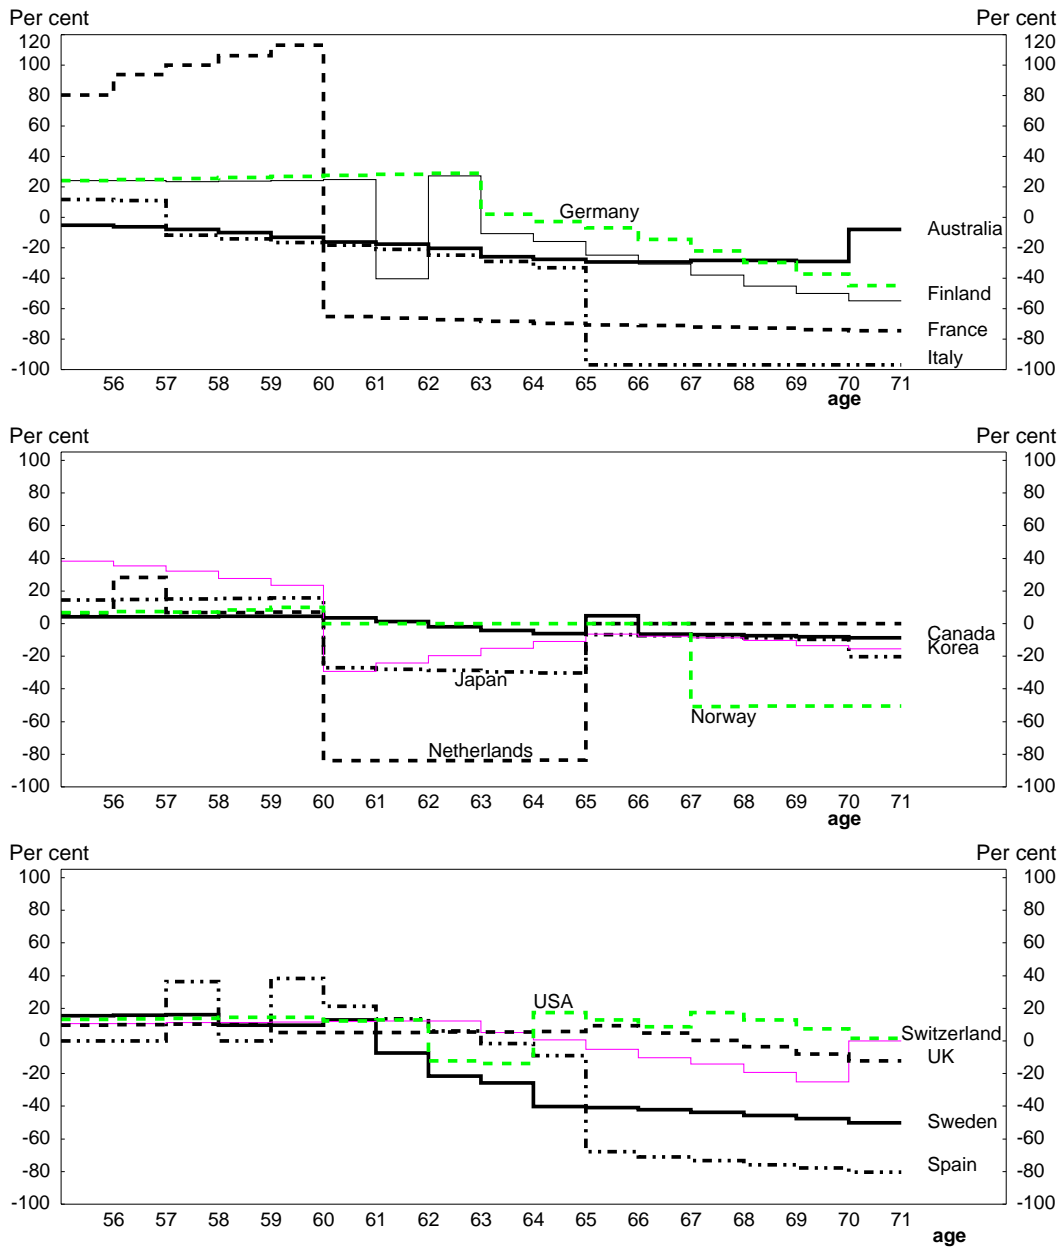 Per cent Per cent
120 120
100 100
80 80
60 60
40 40
20 20
Germany
0 0
Australia
-20 -20
-40 -40
Finland
-60 -60
France
-80 -80
Italy
-100 -100
56 57 58 59 60 61 62 63 64 65 66 67 68 69 70 71
age
Per cent Per cent
100 100
80 80
60 60
40 40
20 20
0 0
Canada
Korea
-20 -20
Japan
-40 -40
Norway
-60 -60
Netherlands
-80 -80
-100 -100
56 57 58 59 60 61 62 63 64 65 66 67 68 69 70 71
age
Per cent Per cent
100 100
80 80
60 60
40 40
USA
20 20
Switzerland
0 0
UK
-20 -20
-40 -40
Sweden
-60 -60
Spain
-80 -80
-100 -100
56 57 58 59 60 61 62 63 64 65 66 67 68 69 70 71
age